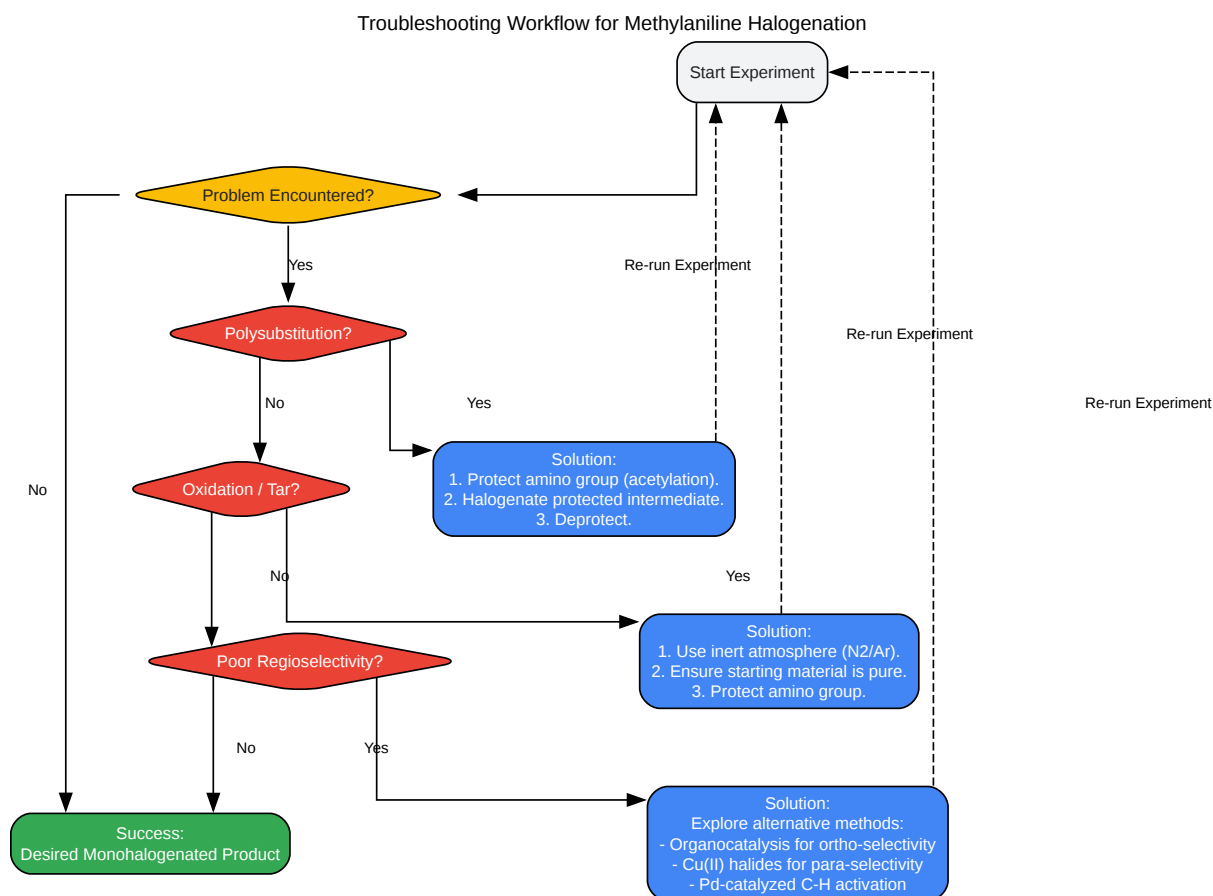 Troubleshooting Workflow for Methylaniline Halogenation
Start Experiment
Problem Encountered?
Yes
Re-run Experiment
Polysubstitution?
Re-run Experiment
No
Yes
Re-run Experiment
Solution:
1. Protect amino group (acetylation).
2. Halogenate protected intermediate.
3. Deprotect.
Oxidation / Tar?
No
No
Yes
Solution:
1. Use inert atmosphere (N2/Ar).
2. Ensure starting material is pure.
3. Protect amino group.
Poor Regioselectivity?
No
Yes
Solution:
Explore alternative methods:
- Organocatalysis for ortho-selectivity
- Cu(II) halides for para-selectivity
- Pd-catalyzed C-H activation
Success:
Desired Monohalogenated Product